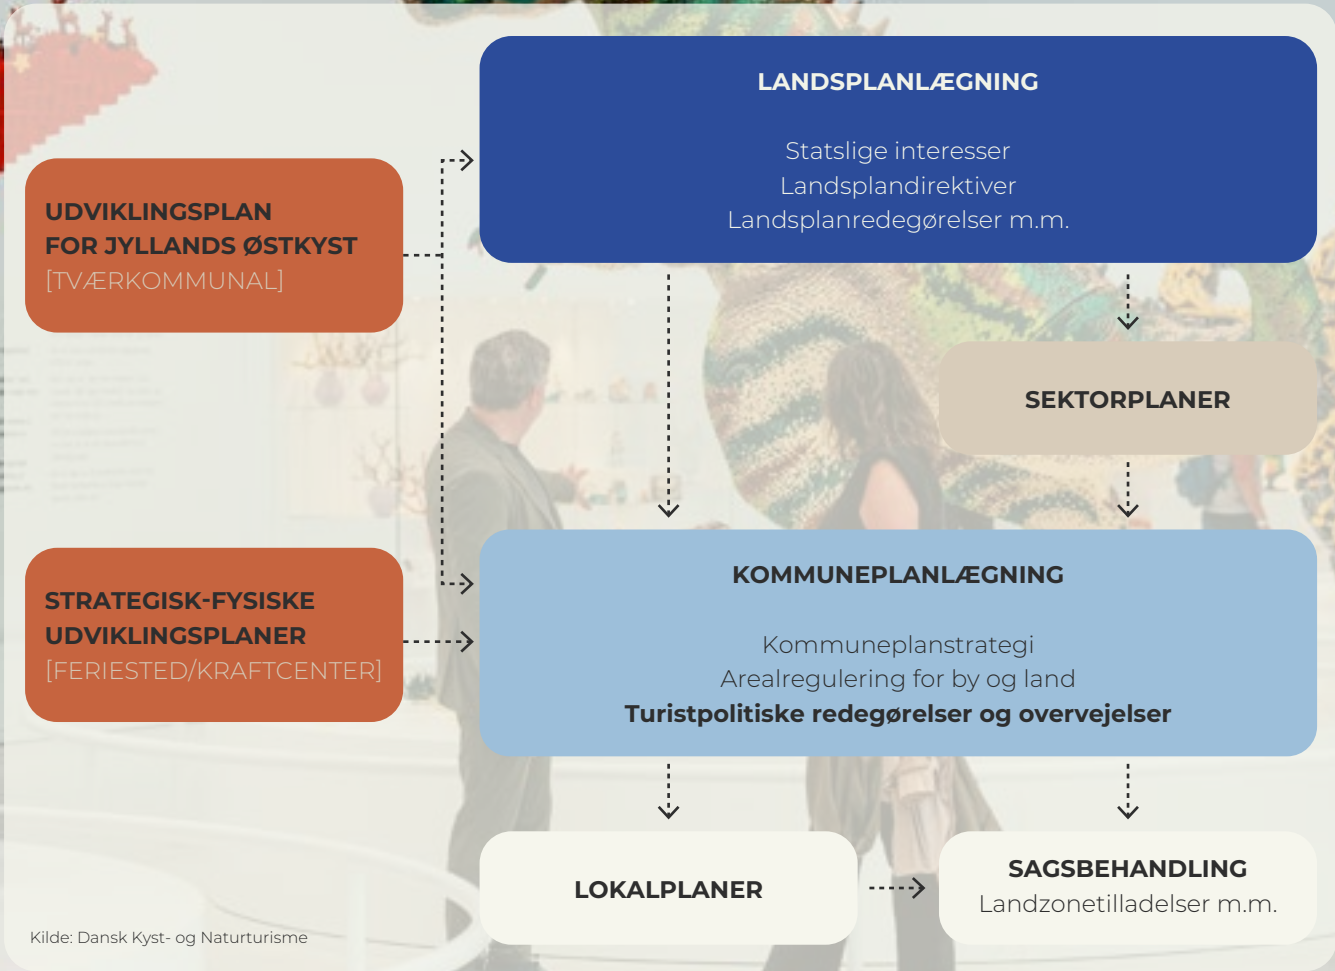 LANDSPLANLÆGNING
Statslige interesser
Landsplandirektiver
Landsplanredegørelser m.m.
UDVIKLINGSPLAN
FOR JYLLANDS ØSTKYST
[TVÆRKOMMUNAL]
SEKTORPLANER
STRATEGISK-FYSISKE
UDVIKLINGSPLANER
[FERIESTED/KRAFTCENTER]
KOMMUNEPLANLÆGNING
Kommuneplanstrategi
Arealregulering for by og land
Turistpolitiske redegørelser og overvejelser
LOKALPLANER
SAGSBEHANDLING
Landzonetilladelser m.m.
Kilde: Dansk Kyst- og Naturturisme